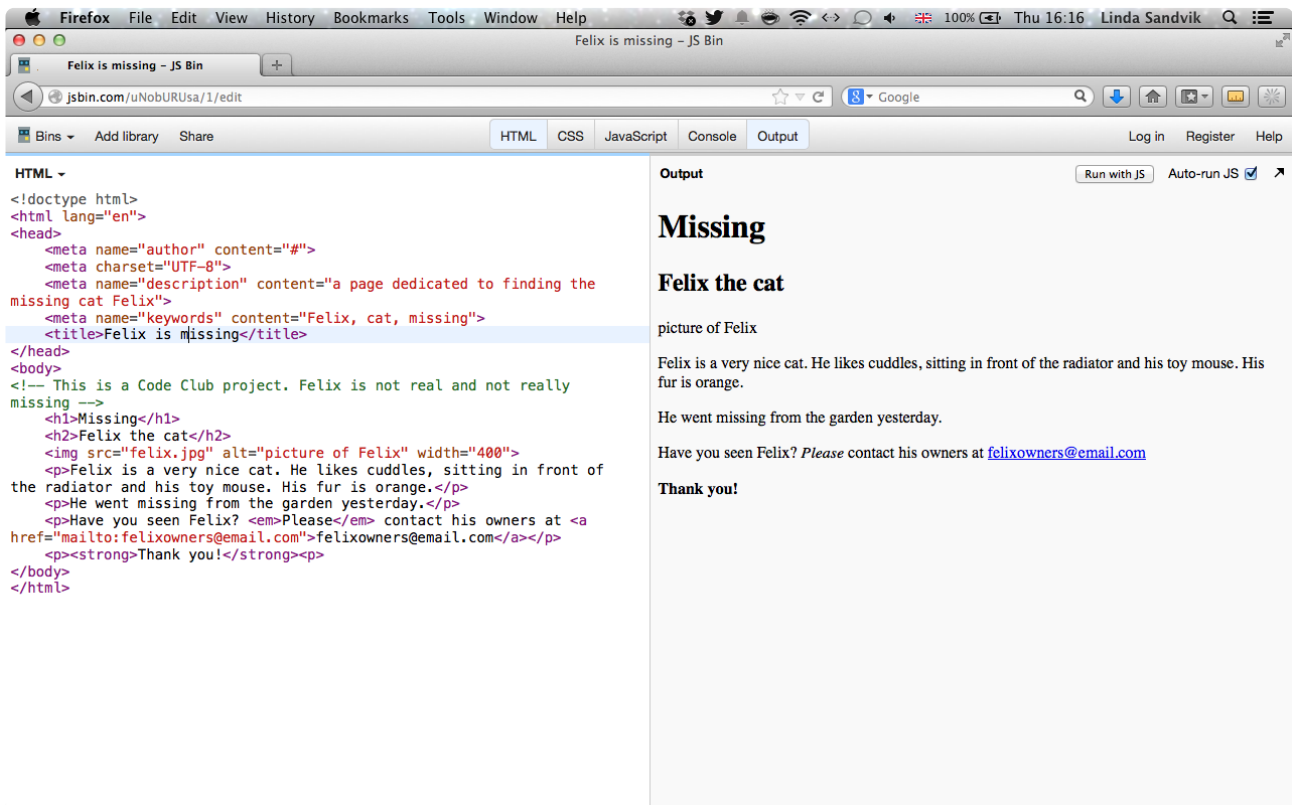 Firefox File Edit View History Bookmarks Tools Window Help 100% Thu 16:16 Linda Sandvik
Felix is missing – JS Bin
Felix is missing – JS Bin
jsbin.com/uNobURUsa/1/edit
Google
Bins Add library Share HTML CSS JavaScript Console Output Log in Register Help
HTML
<!doctype html>
<html lang="en">
<head>
    <meta name="author" content="#">
    <meta charset="UTF-8">
    <meta name="description" content="a page dedicated to finding the
missing cat Felix">
    <meta name="keywords" content="Felix, cat, missing">
    <title>Felix is missing</title>
</head>
<body>
<!-- This is a Code Club project. Felix is not real and not really
missing -->
    <h1>Missing</h1>
    <h2>Felix the cat</h2>
    <img src="felix.jpg" alt="picture of Felix" width="400">
    <p>Felix is a very nice cat. He likes cuddles, sitting in front of
the radiator and his toy mouse. His fur is orange.</p>
    <p>He went missing from the garden yesterday.</p>
    <p>Have you seen Felix? <em>Please</em> contact his owners at <a
href="mailto:felixowners@email.com">felixowners@email.com</a></p>
    <p><strong>Thank you!</strong><p>
</body>
</html>
Output Run with JS Auto-run JS
Missing
Felix the cat
picture of Felix
Felix is a very nice cat. He likes cuddles, sitting in front of the radiator and his toy mouse. His
fur is orange.
He went missing from the garden yesterday.
Have you seen Felix? Please contact his owners at felixowners@email.com
Thank you!